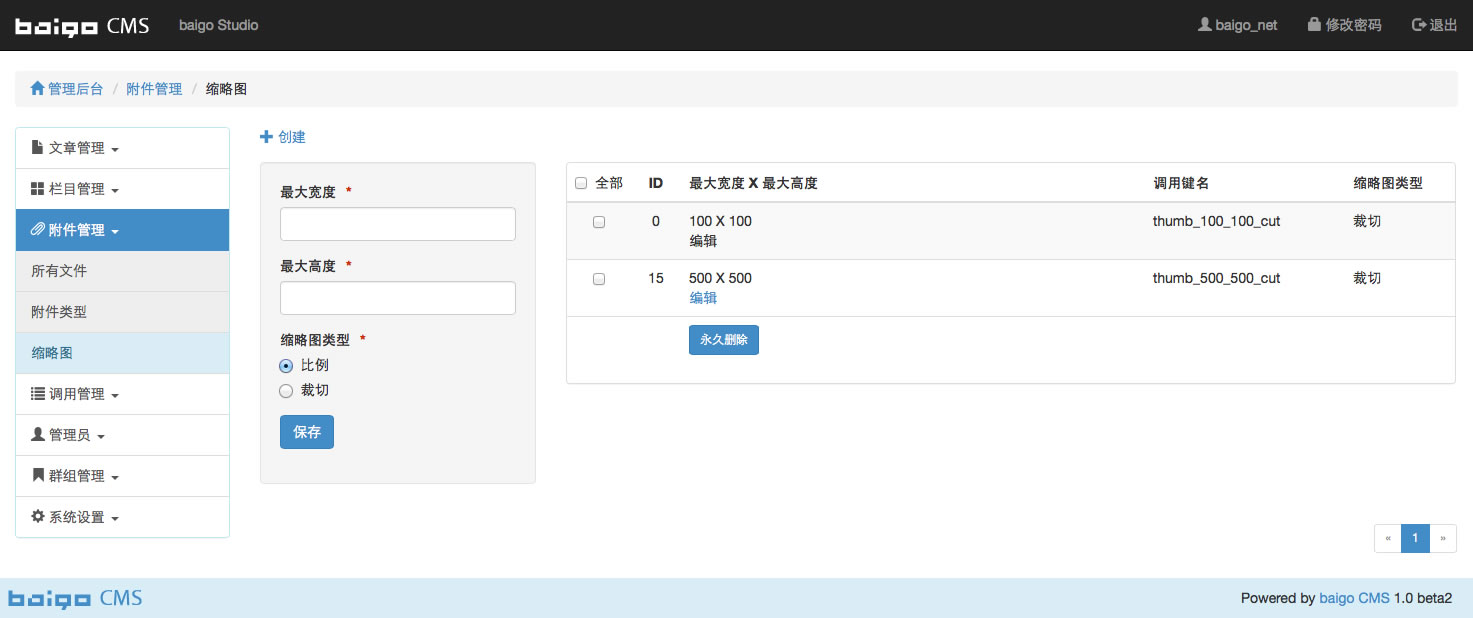 baigo CMS baigo Studio baigo_net 修改密码 退出
管理后台 / 附件管理 / 缩略图
文章管理
栏目管理
附件管理
所有文件
附件类型
缩略图
调用管理
管理员
群组管理
系统设置
创建
最大宽度 *
最大高度 *
缩略图类型 *
比例
裁切
保存
全部 ID 最大宽度 X 最大高度 调用键名 缩略图类型
0 100 X 100 thumb_100_100_cut 裁切
编辑
15 500 X 500 thumb_500_500_cut 裁切
编辑
永久删除
« 1 »
baigo CMS Powered by baigo CMS 1.0 beta2